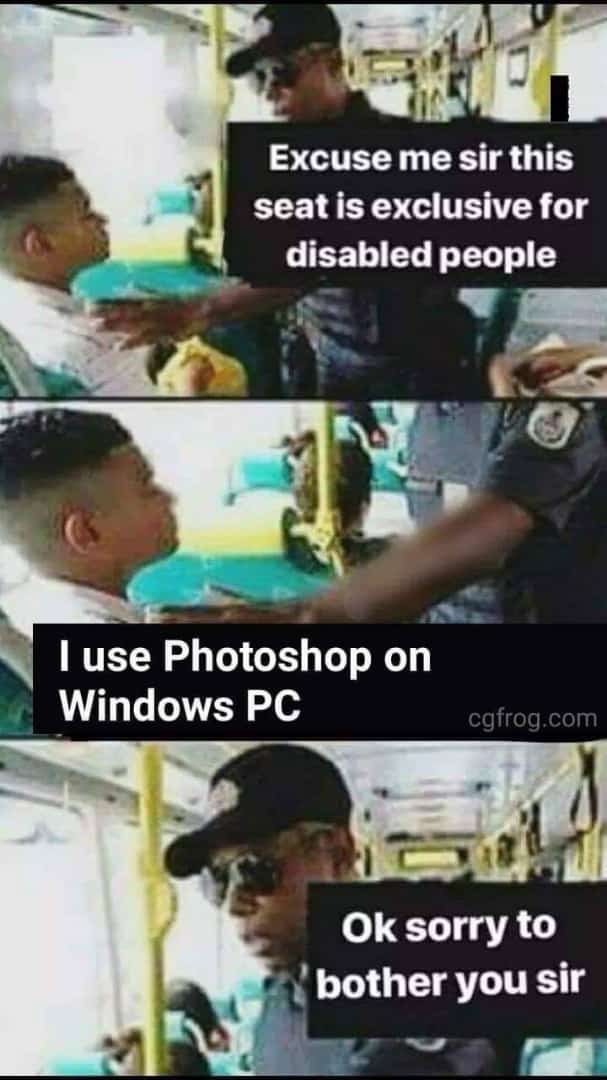 Excuse me sir this
seat is exclusive for
disabled people
I use Photoshop on
Windows PC
cgfrog.com
Ok sorry to
bother you sir